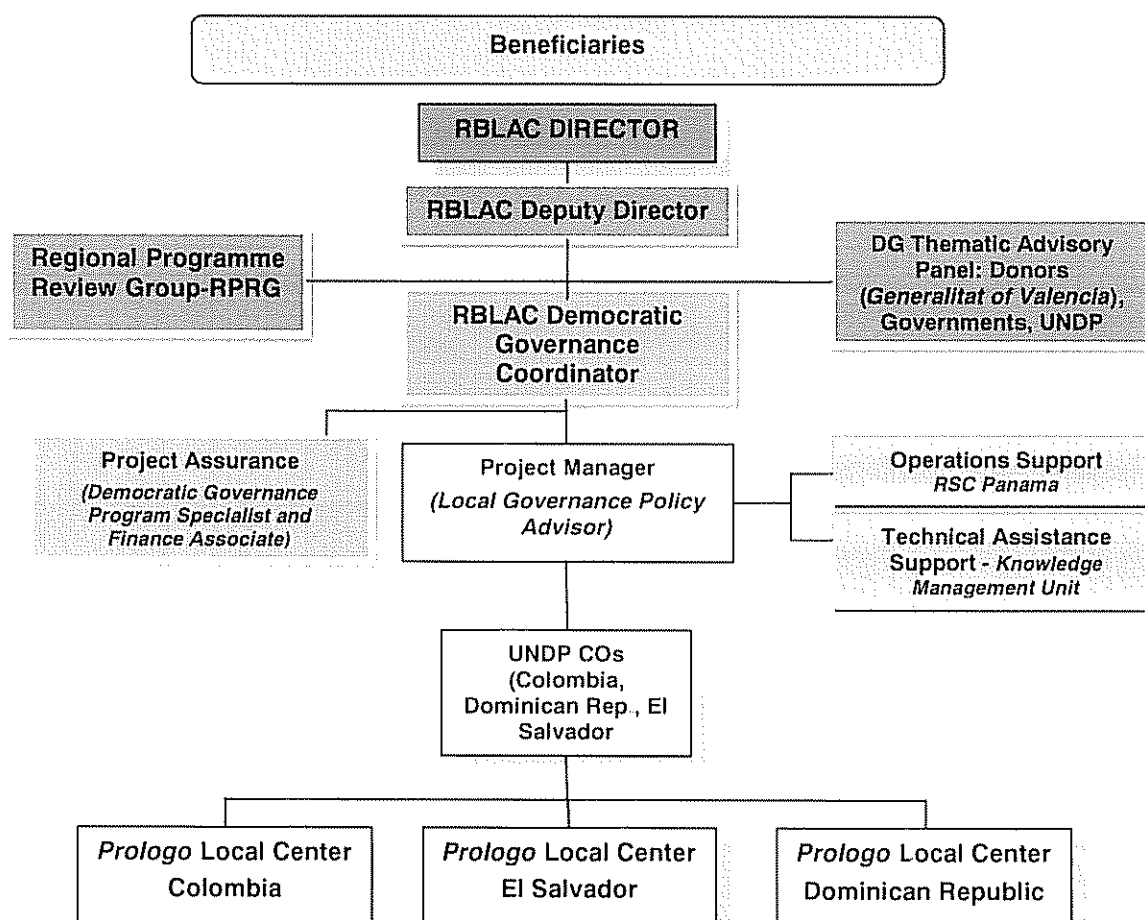 Beneficiaries
RBLAC DIRECTOR
RBLAC Deputy Director
Regional Programme
Review Group-RPRG
DG Thematic Advisory
Panel: Donors
(Generalitat of Valencia),
Governments, UNDP
RBLAC Democratic
Governance
Coordinator
Project Assurance
(Democratic Governance
Program Specialist and
Finance Associate)
Project Manager
(Local Governance Policy
Advisor)
Operations Support
RSC Panama
Technical Assistance
Support - Knowledge
Management Unit
UNDP COs
(Colombia,
Dominican Rep., El
Salvador
Prologo Local Center
Colombia
Prologo Local Center
El Salvador
Prologo Local Center
Dominican Republic